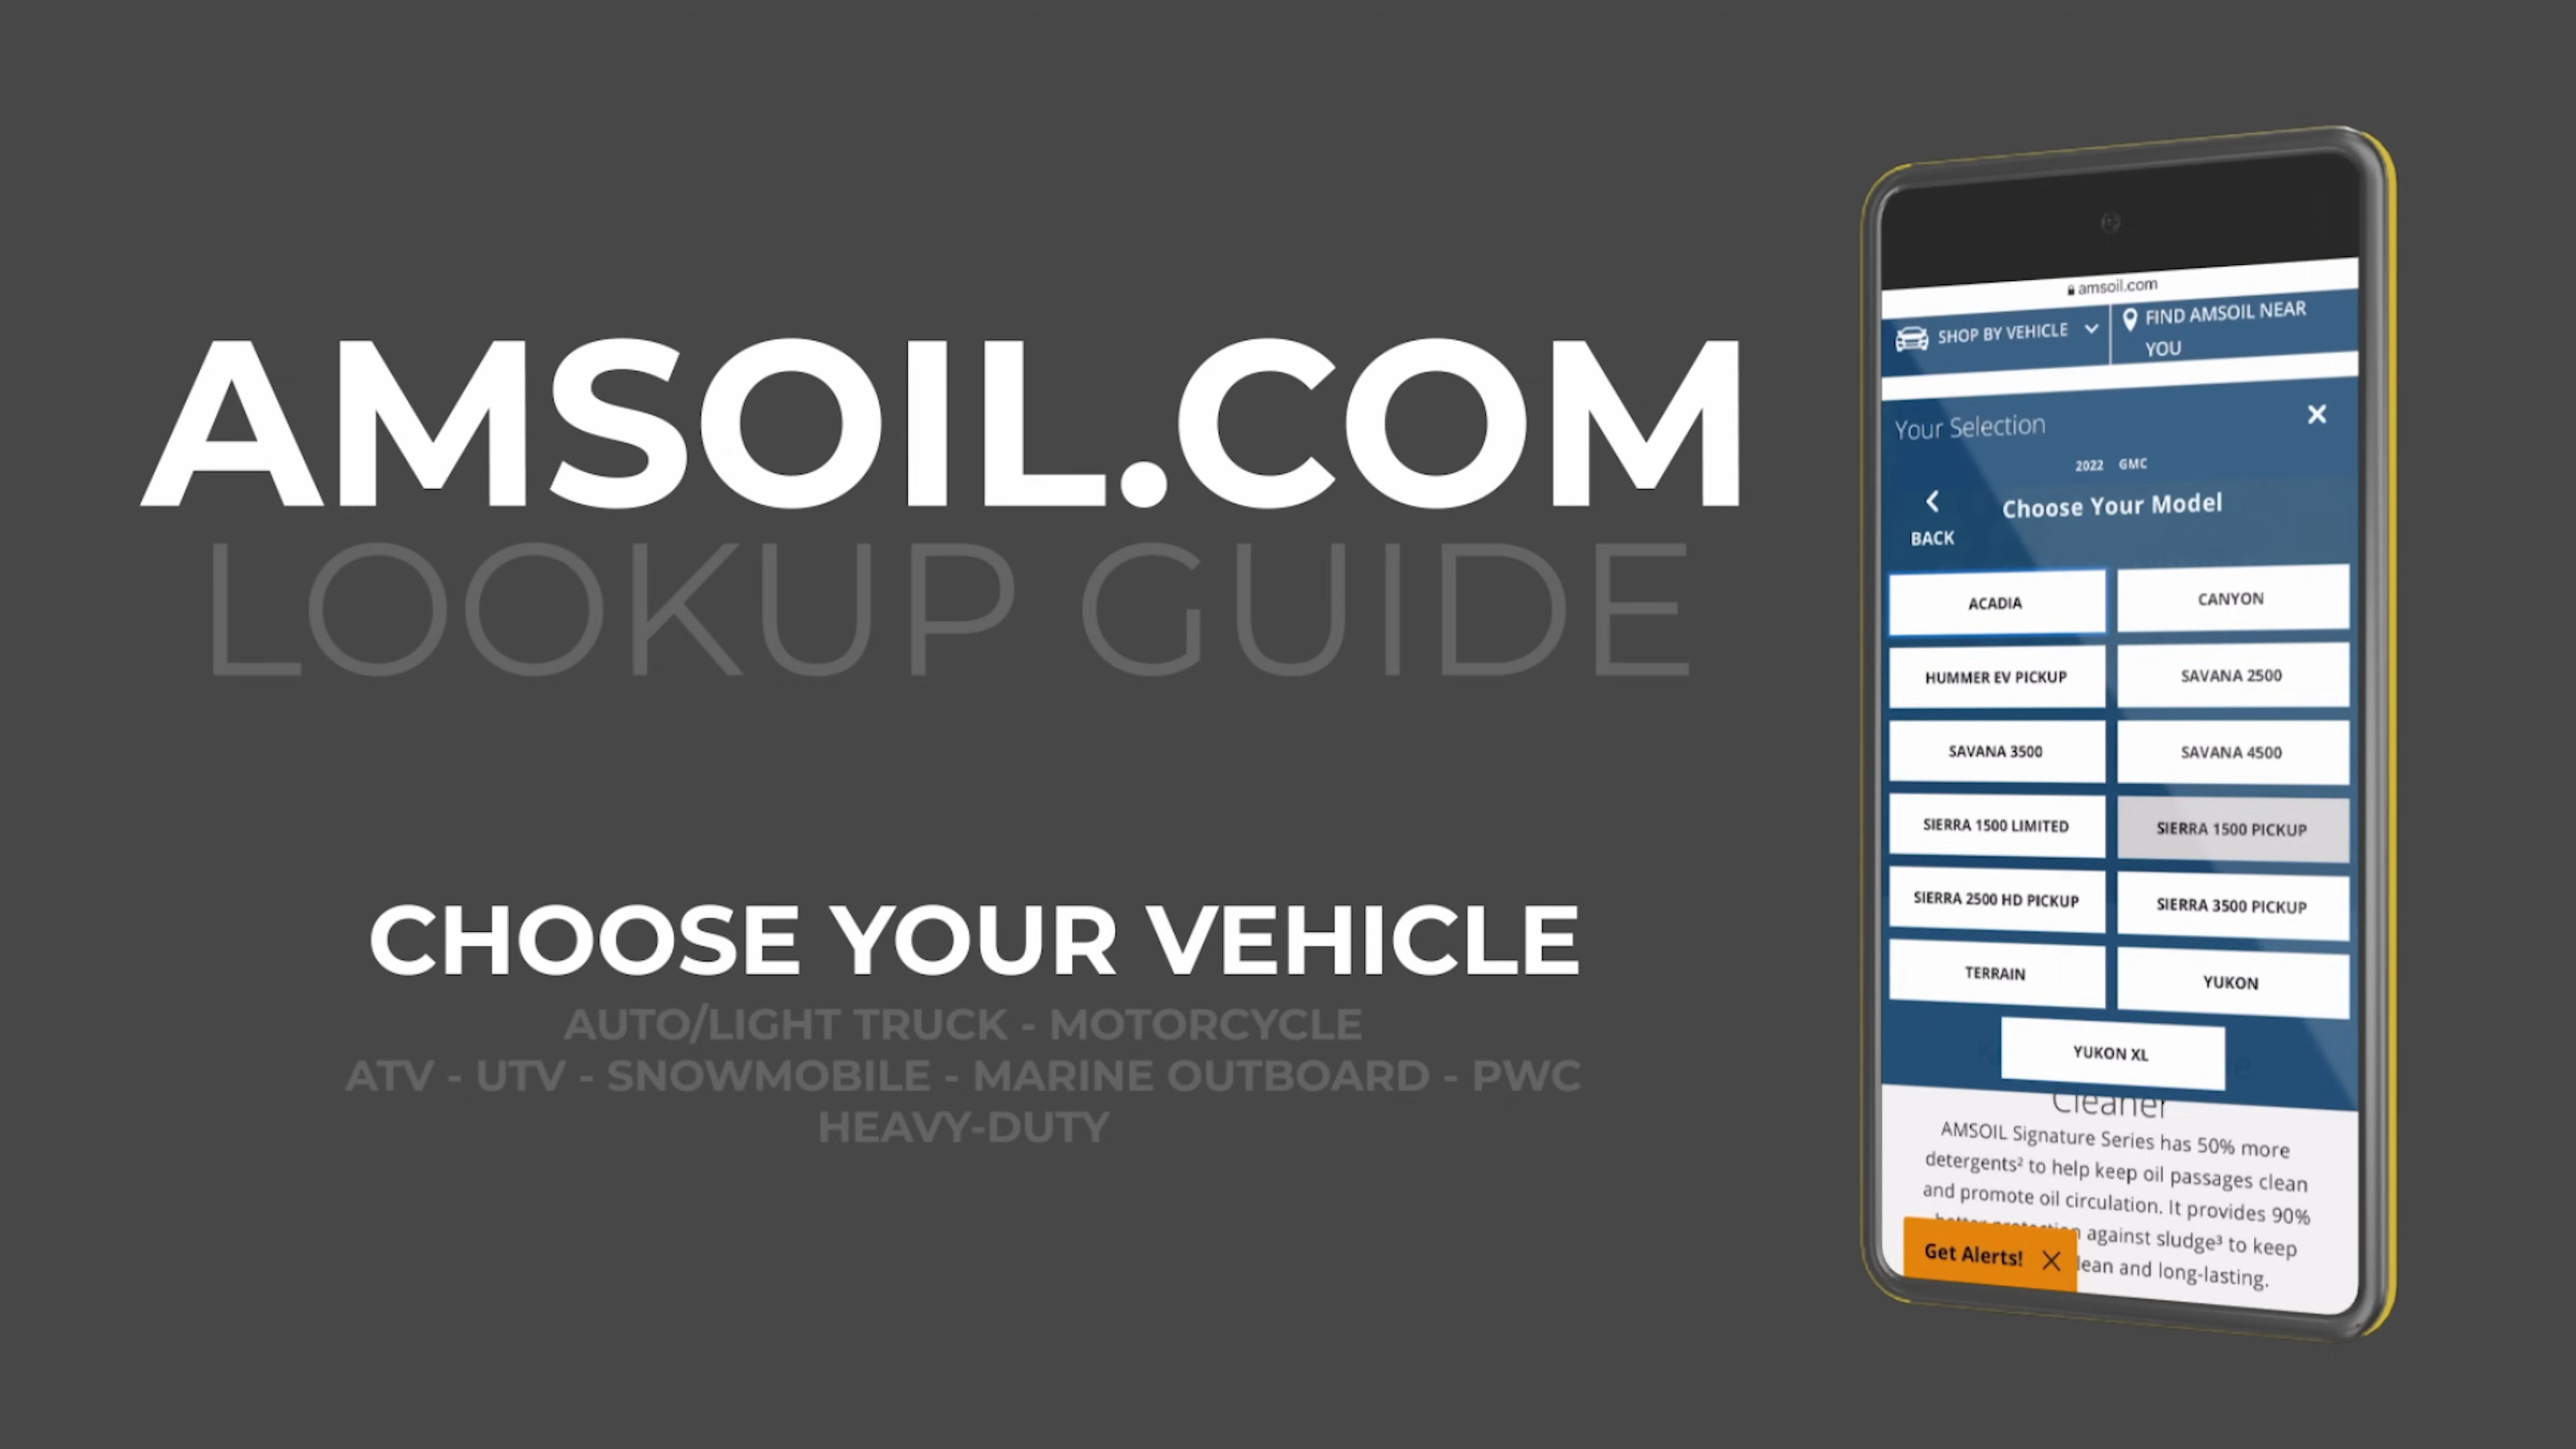 AMSOIL.COM
LOOKUP GUIDE
CHOOSE YOUR VEHICLE
AUTO/LIGHT TRUCK - MOTORCYCLE
ATV - UTV - SNOWMOBILE - MARINE OUTBOARD - PWC
HEAVY-DUTY
amsoil.com
SHOP BY VEHICLE
FIND AMSOIL NEAR
YOU
Your Selection
2022 GMC
BACK
Choose Your Model
ACADIA
CANYON
HUMMER EV PICKUP
SAVANA 2500
SAVANA 3500
SAVANA 4500
SIERRA 1500 LIMITED
SIERRA 1500 PICKUP
SIERRA 2500 HD PICKUP
SIERRA 3500 PICKUP
TERRAIN
YUKON
YUKON XL
Cleaner
AMSOIL Signature Series has 50% more
detergents² to help keep oil passages clean
and promote oil circulation. It provides 90%
better protection against sludge³ to keep
lean and long-lasting.
Get Alerts!